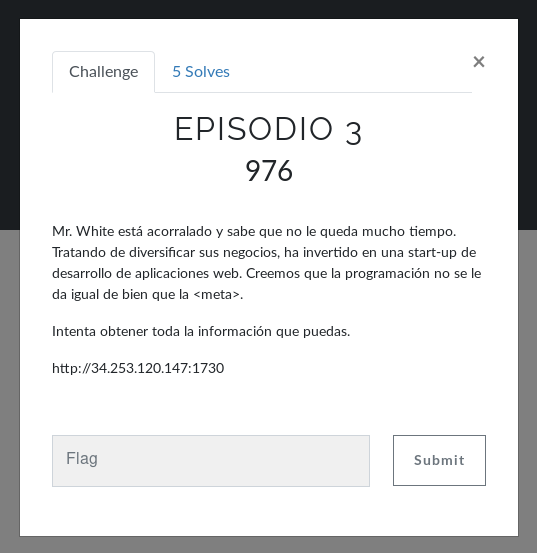 Challenge
5 Solves
×
EPISODIO 3
976
Mr. White está acorralado y sabe que no le queda mucho tiempo.
Tratando de diversificar sus negocios, ha invertido en una start-up de
desarrollo de aplicaciones web. Creemos que la programación no se le
da igual de bien que la <meta>.
Intenta obtener toda la información que puedas.
http://34.253.120.147:1730
Flag
Submit